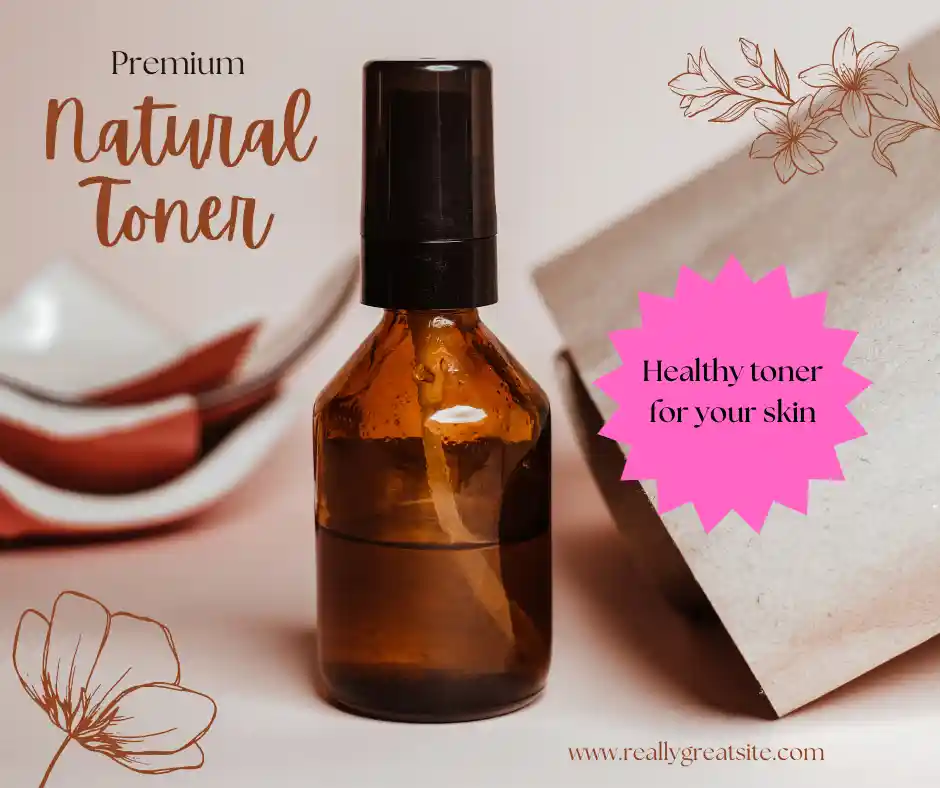 Premium
Natural
Toner
Healthy toner
for your skin
www.reallygreatsite.com